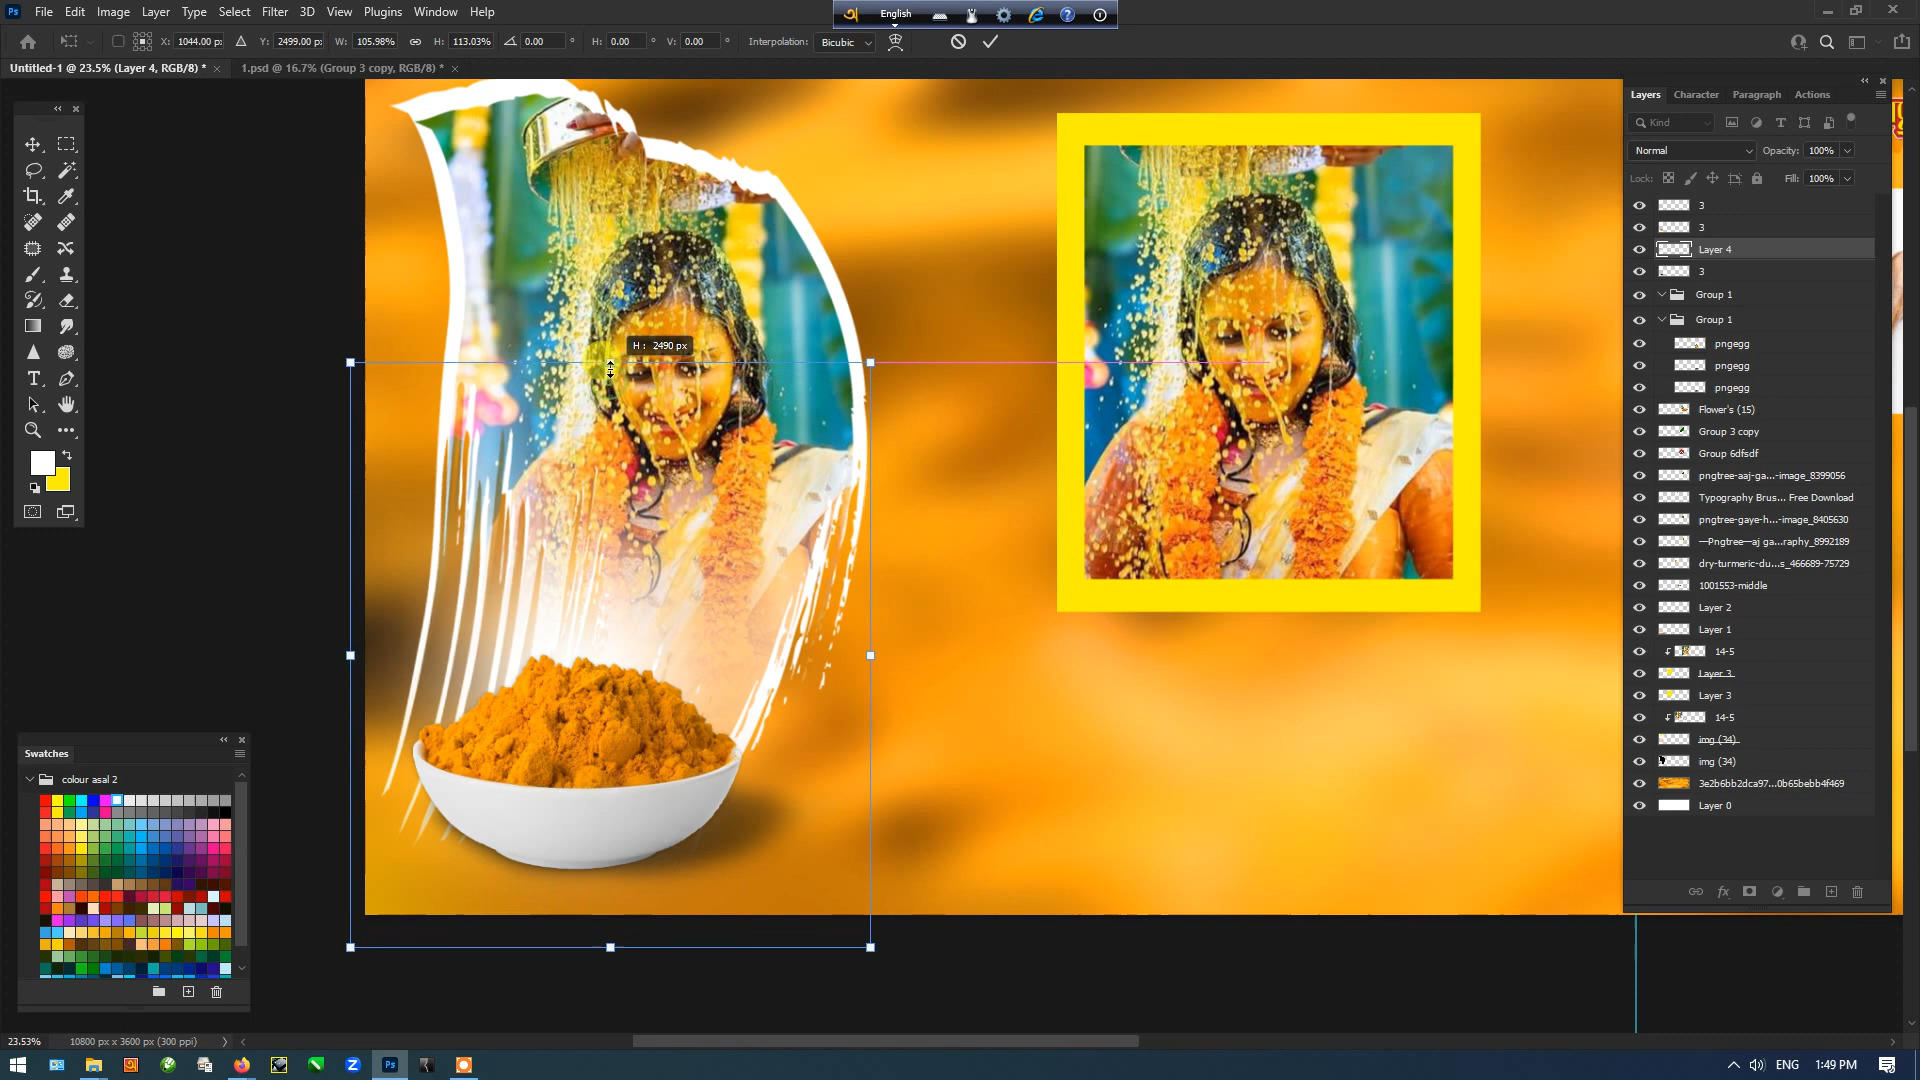 Ps File Edit Image Layer Type Select Filter 3D View Plugins Window Help
English
X: 1044.00 px Y: 2499.00 px W: 105.98% H: 113.03% 0.00 ° H: 0.00 ° V: 0.00 ° Interpolation: Bicubic
Untitled-1 @ 23.5% (Layer 4, RGB/8) * × 1.psd @ 16.7% (Group 3 copy, RGB/8) * ×
Layers Character Paragraph Actions
Kind
Normal Opacity: 100%
Lock: Fill: 100%
3
3
Layer 4
3
Group 1
Group 1
pngegg
pngegg
pngegg
Flower's (15)
Group 3 copy
Group 6dfsdf
pngtree-aaj-ga...-image_8399056
Typography Brus... Free Download
pngtree-gaye-h...-image_8405630
—Pngtree—aj ga...raphy_8992189
dry-turmeric-du...s_466689-75729
1001553-middle
Layer 2
Layer 1
14-5
Layer 3
Layer 3
14-5
img (34)
img (34)
3e2b6bb2dca97...0b65bebb4f469
Layer 0
H : 2490 px
Swatches
colour asal 2
23.53% 10800 px x 3600 px (300 ppi)
Ps ENG 1:49 PM